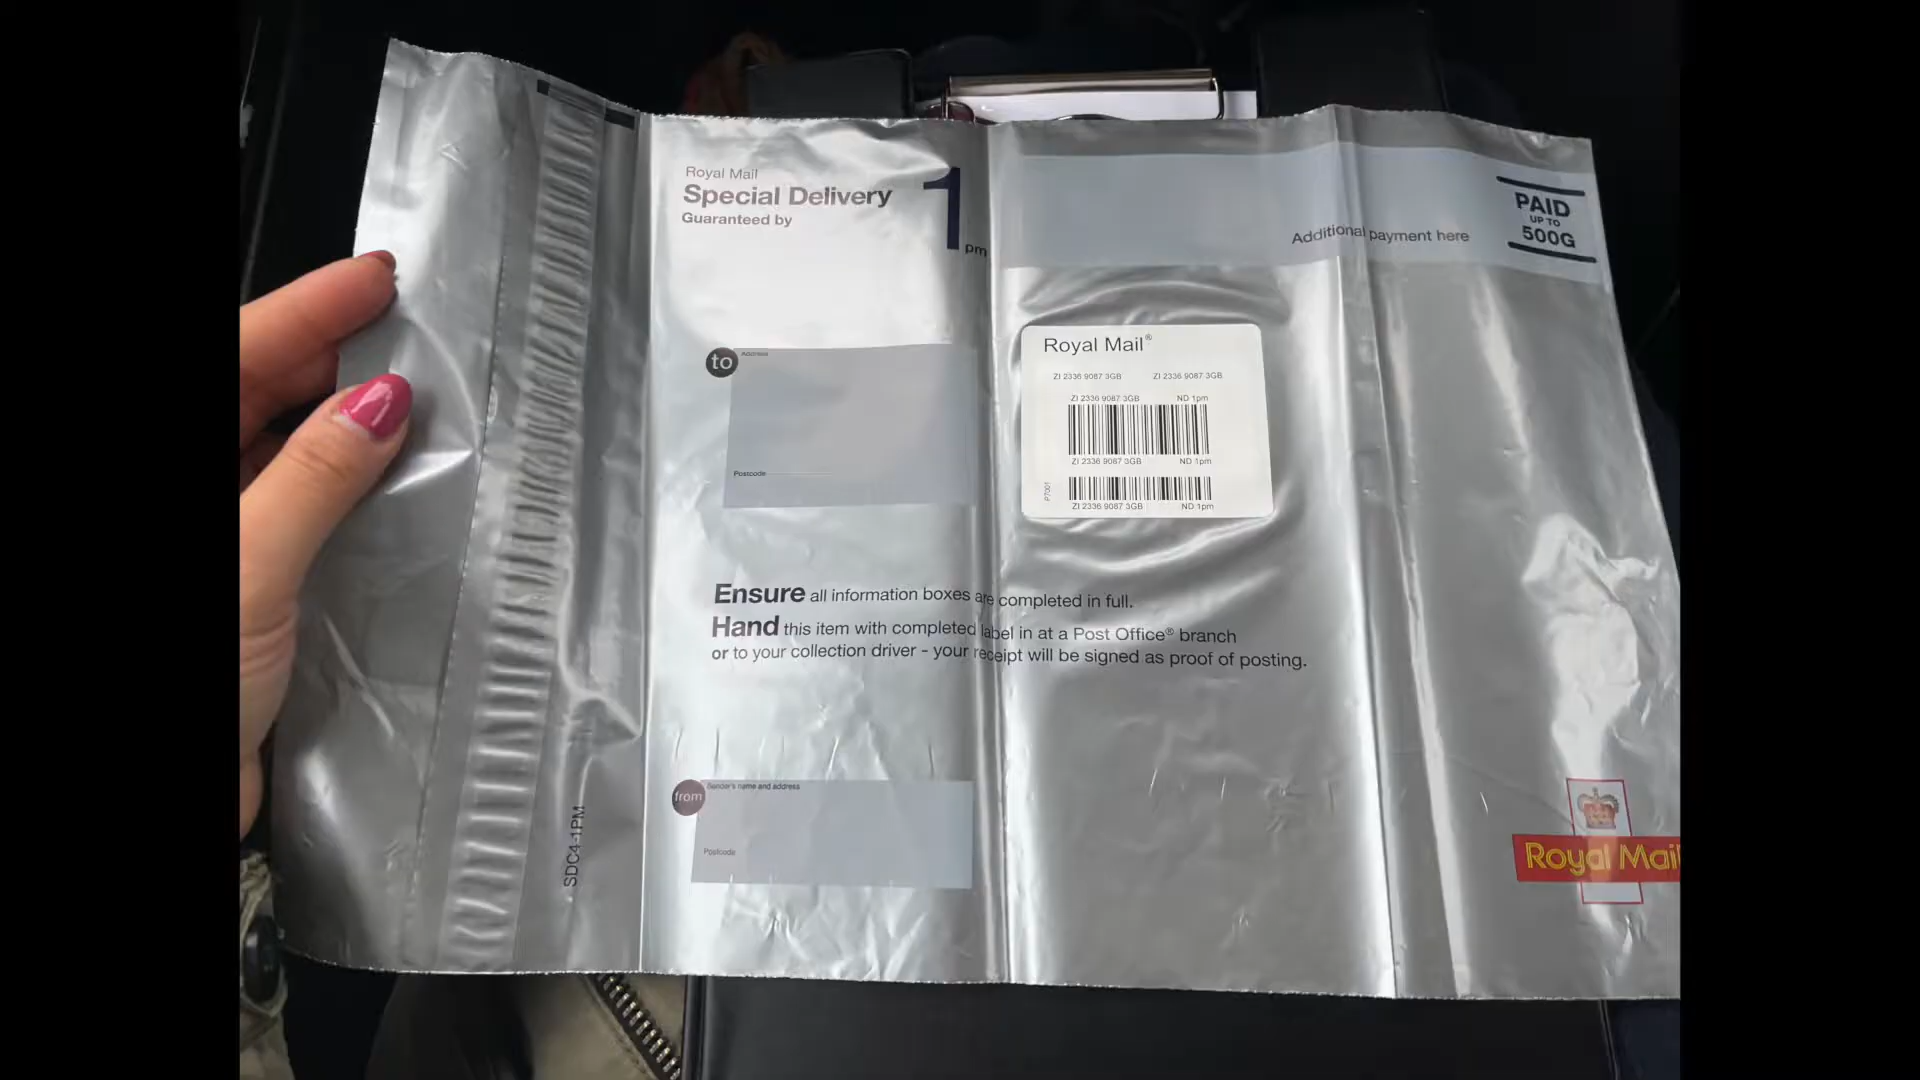 Royal Mail
Special Delivery
Guaranteed by
1
pm
Additional payment here
PAID
UP TO
500G
to
Address
Postcode
Royal Mail®
ZI 2336 9087 3GB ZI 2336 9087 3GB
ZI 2336 9087 3GB ND 1pm
ZI 2336 9087 3GB ND 1pm
P7001
ZI 2336 9087 3GB ND 1pm
Ensure all information boxes are completed in full.
Hand this item with completed label in at a Post Office® branch
or to your collection driver - your receipt will be signed as proof of posting.
from
Sender's name and address
Postcode
SDC4-1PM
Royal Mail